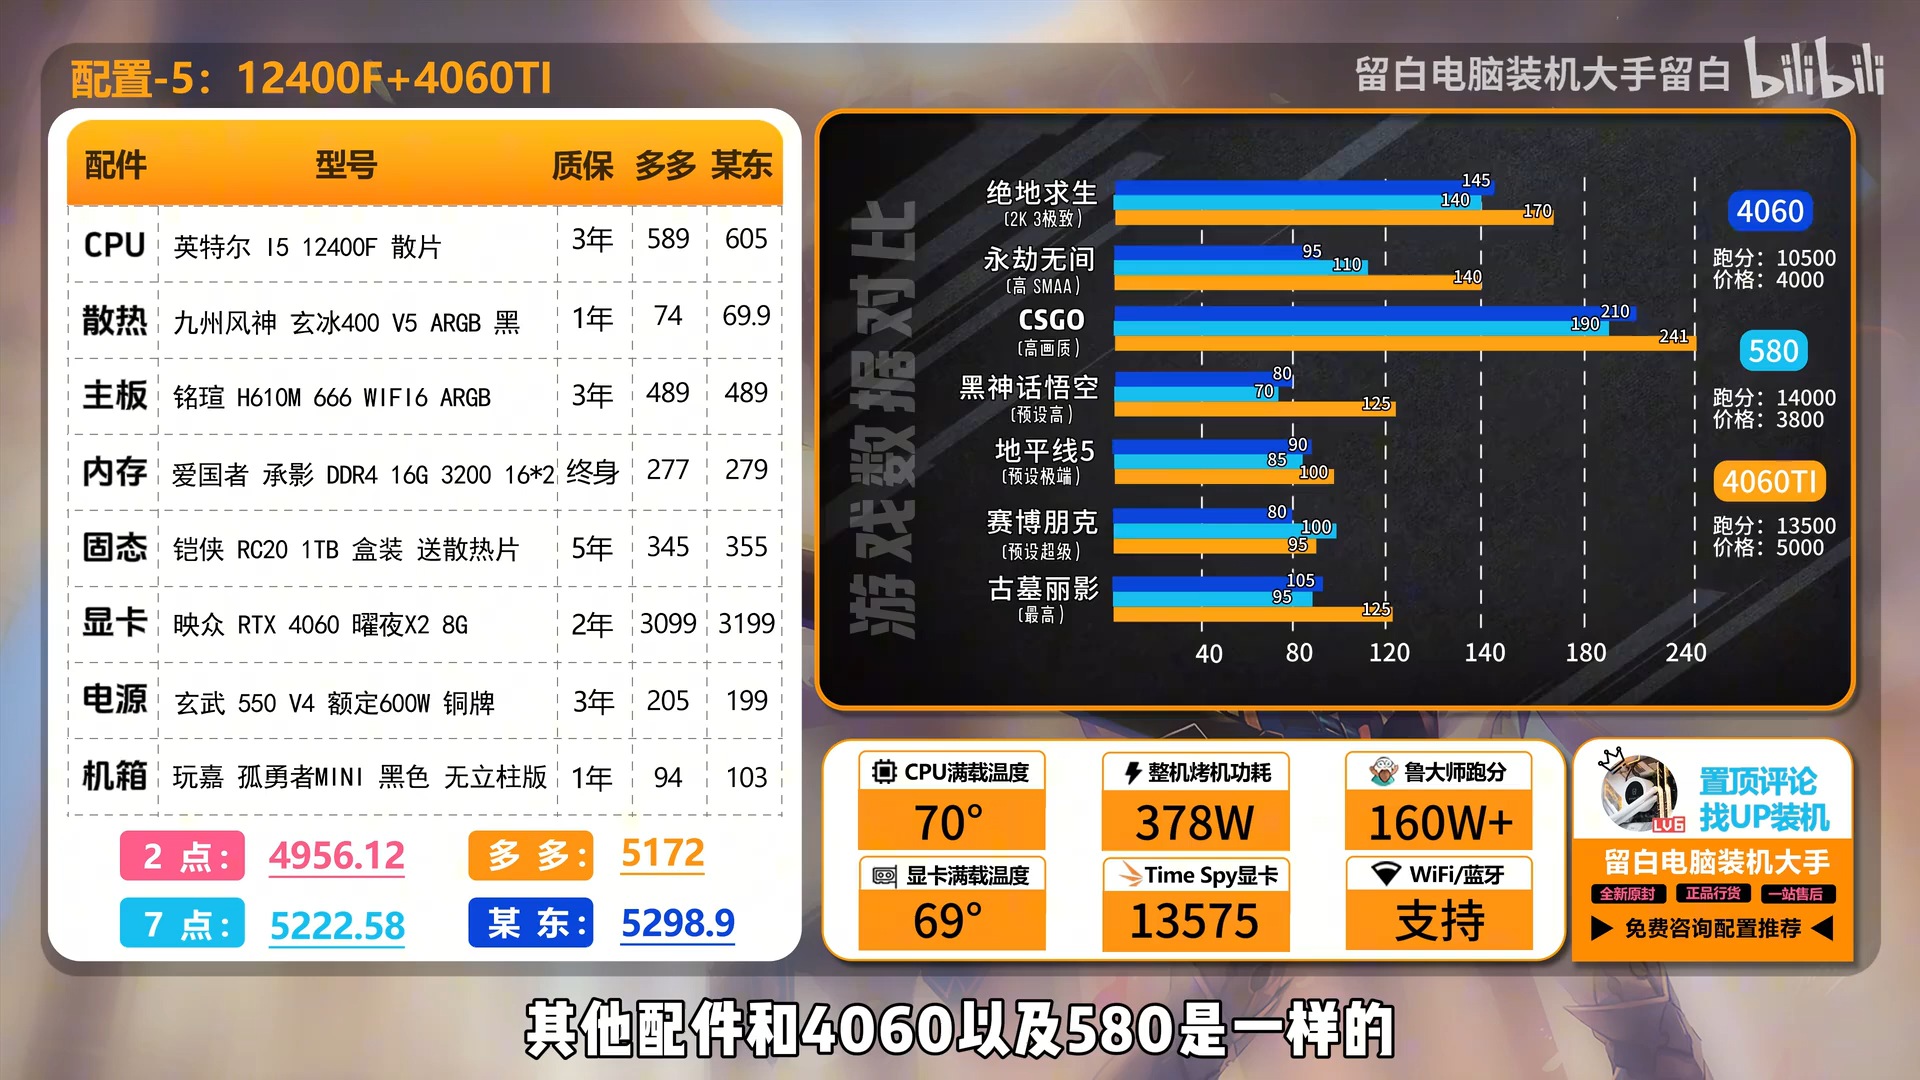 配置-5：12400F+4060TI
留白电脑装机大手留白 bilibili
配件 型号 质保 多多 某东
CPU 英特尔 I5 12400F 散片 3年 589 605
散热 九州风神 玄冰400 V5 ARGB 黑 1年 74 69.9
主板 铭瑄 H610M 666 WIFI6 ARGB 3年 489 489
内存 爱国者 承影 DDR4 16G 3200 16*2 终身 277 279
固态 铠侠 RC20 1TB 盒装 送散热片 5年 345 355
显卡 映众 RTX 4060 曜夜X2 8G 2年 3099 3199
电源 玄武 550 V4 额定600W 铜牌 3年 205 199
机箱 玩嘉 孤勇者MINI 黑色 无立柱版 1年 94 103
2 点： 4956.12 多 多： 5172
7 点： 5222.58 某 东： 5298.9
游戏数据对比
绝地求生 145
(2K 3极致) 140
170
永劫无间 95
(高 SMAA) 110
140
CSGO 210
(高画质) 190
241
黑神话悟空 80
(预设高) 70
125
地平线5 90
(预设极端) 85
100
赛博朋克 80
(预设超级) 100
95
古墓丽影 105
(最高) 95
125
40 80 120 140 180 240
4060
跑分：10500
价格：4000
580
跑分：14000
价格：3800
4060TI
跑分：13500
价格：5000
CPU满载温度 整机烤机功耗 鲁大师跑分
70° 378W 160W+
显卡满载温度 Time Spy显卡 WiFi/蓝牙
69° 13575 支持
LV6
置顶评论
找UP装机
留白电脑装机大手
全新原封 正品行货 一站售后
免费咨询配置推荐
其他配件和4060以及580是一样的